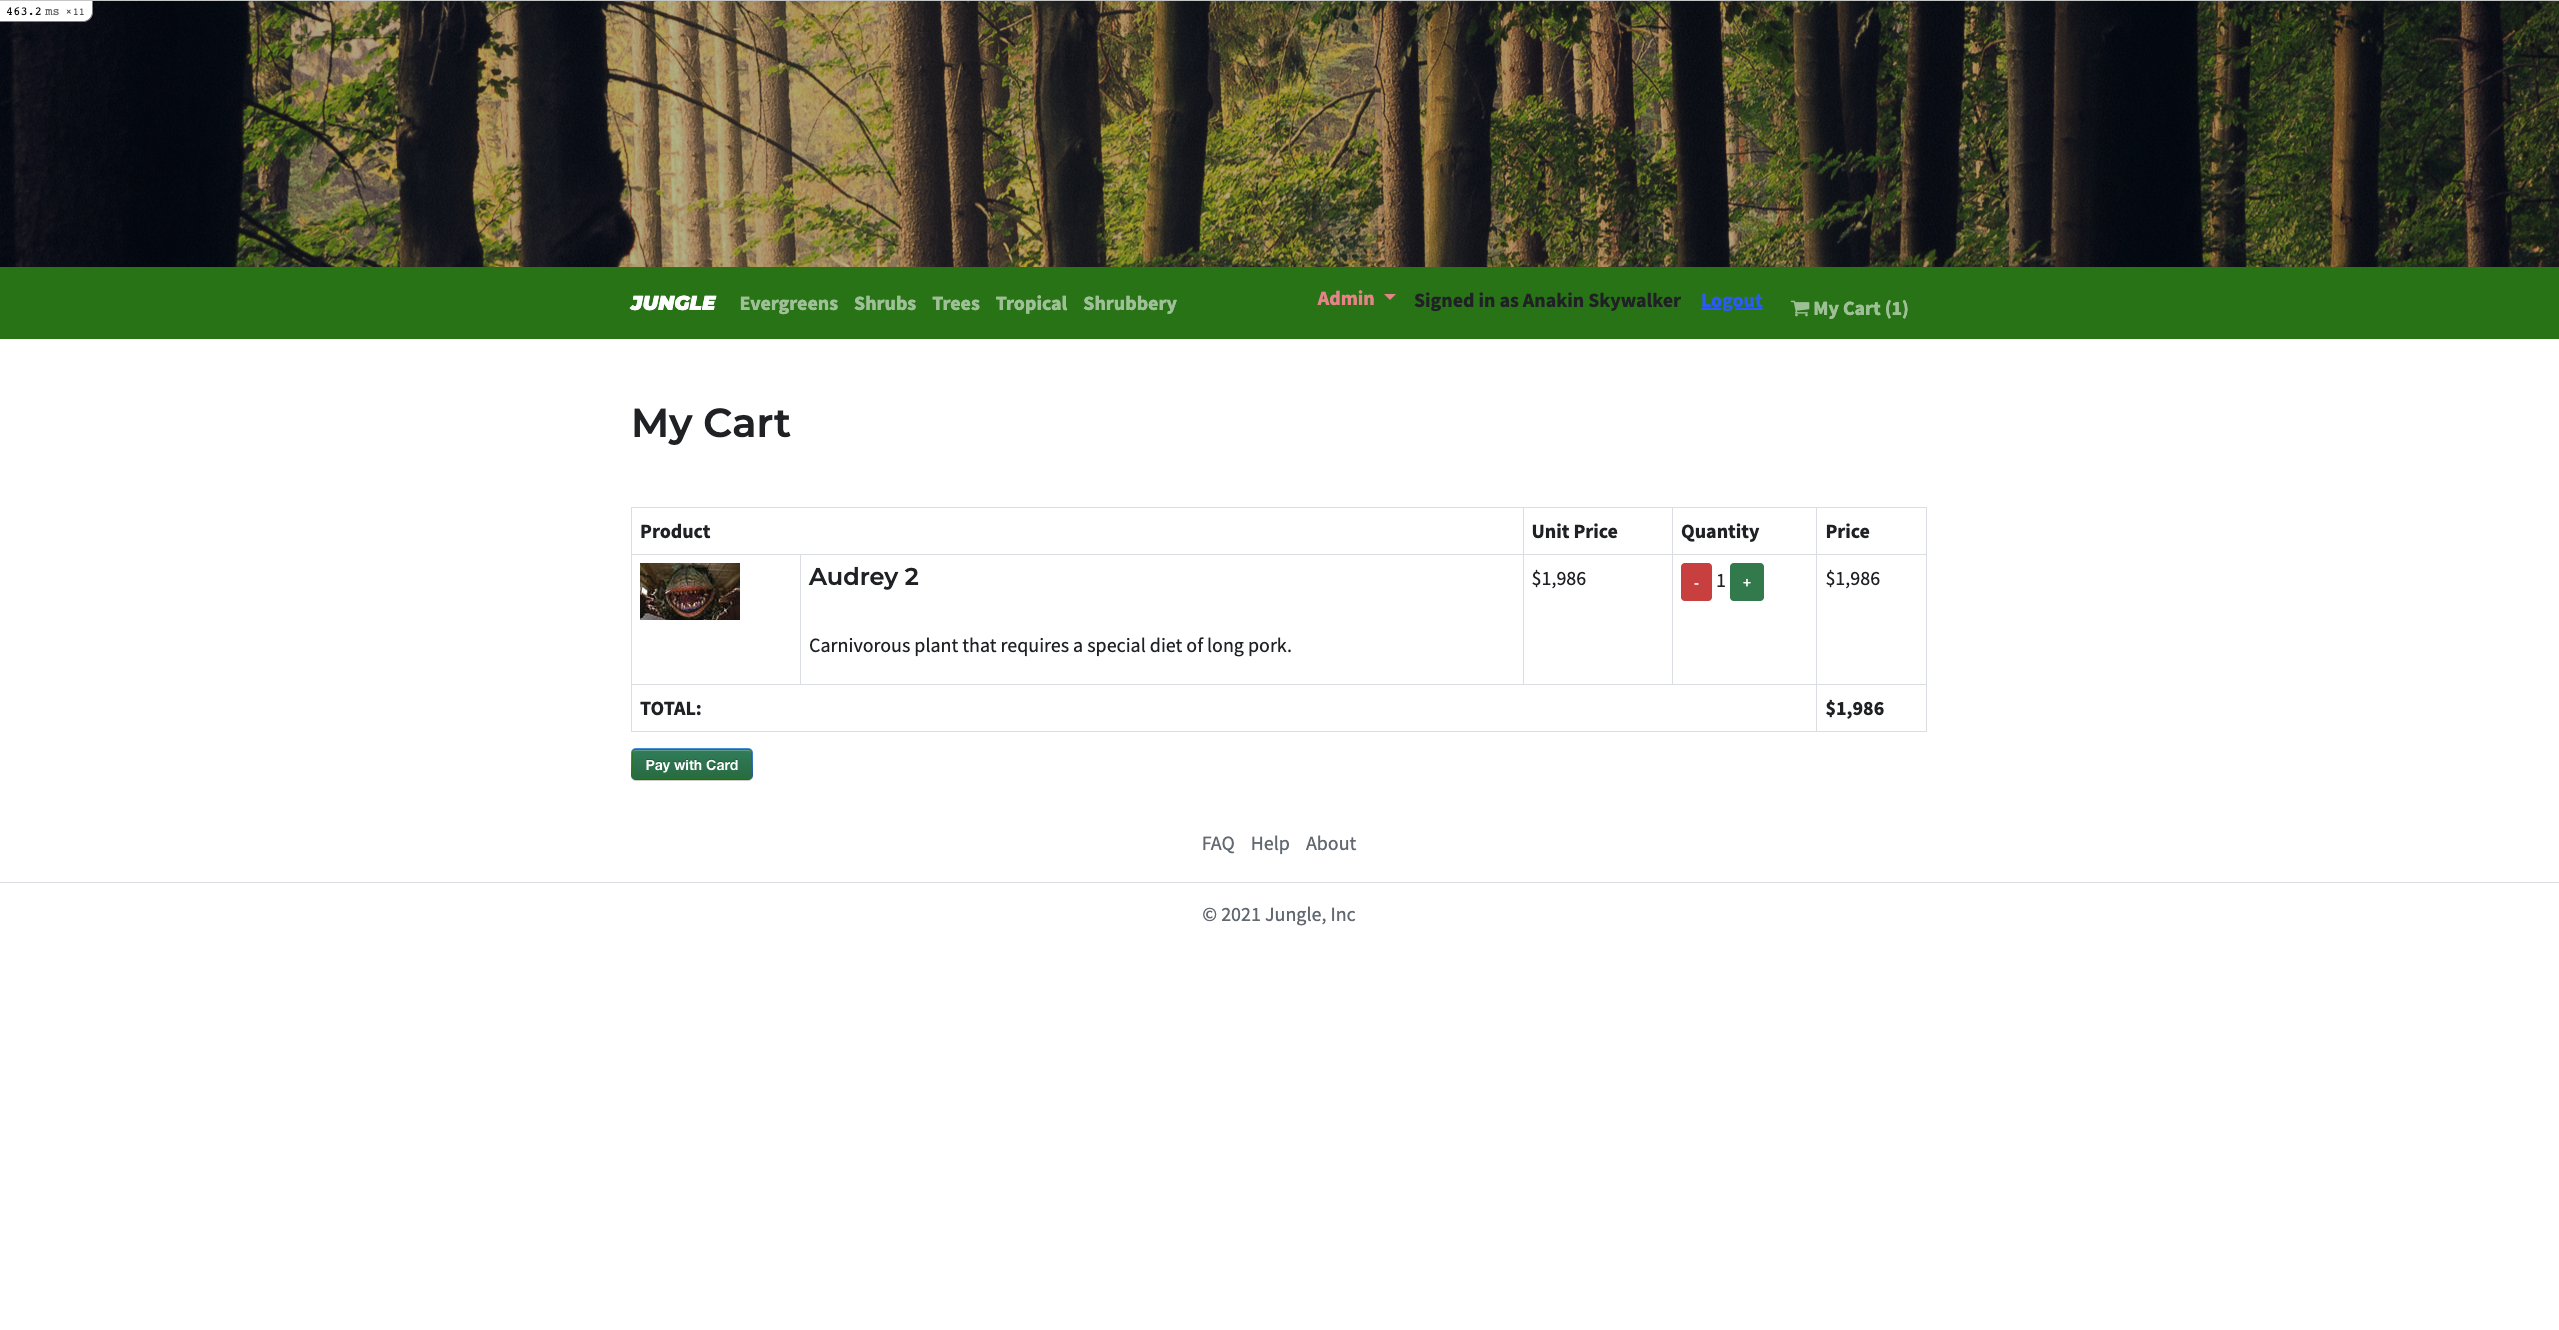 463.2 ms ×11
JUNGLE Evergreens Shrubs Trees Tropical Shrubbery Admin Signed in as Anakin Skywalker Logout My Cart (1)
My Cart
Product Unit Price Quantity Price
Audrey 2 $1,986 - 1 + $1,986
Carnivorous plant that requires a special diet of long pork.
TOTAL: $1,986
Pay with Card
FAQ Help About
© 2021 Jungle, Inc